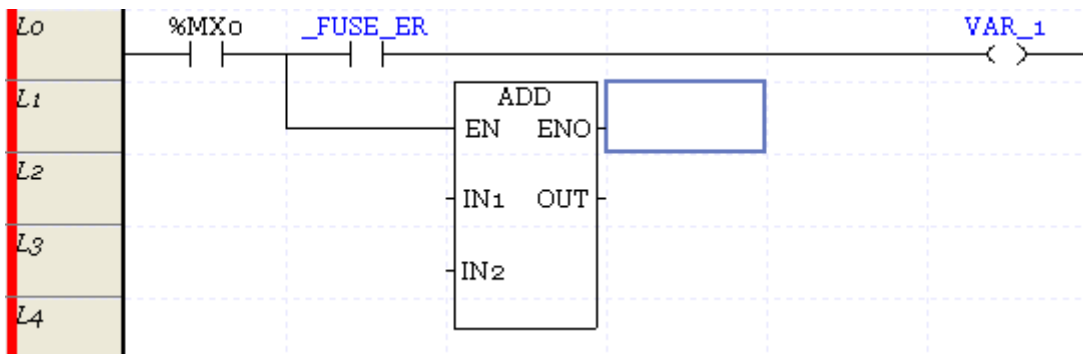 L0 %MX0 _FUSE_ER VAR_1
L1 ADD
EN ENO
L2
IN1 OUT
L3
IN2
L4